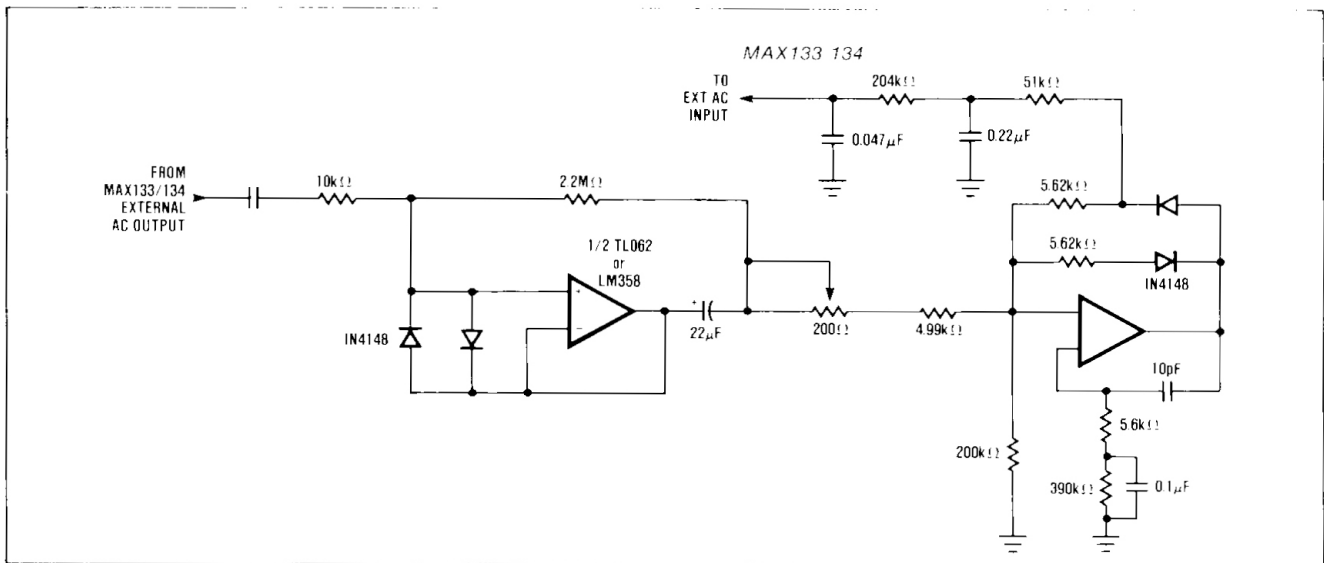 MAX133 134
TO
EXT AC
INPUT
204kΩ
51kΩ
0.047µF
0.22µF
FROM
MAX133/134
EXTERNAL
AC OUTPUT
10kΩ
2.2MΩ
5.62kΩ
1/2 TL062
or
LM358
5.62kΩ
IN4148
+
−
+
22µF
200Ω
4.99kΩ
IN4148
10pF
5.6kΩ
200kΩ
390kΩ
0.1µF